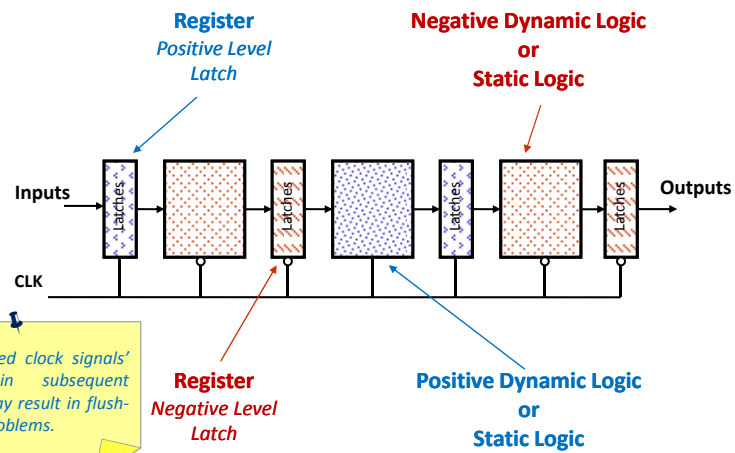 Register
Positive Level
Latch
Negative Dynamic Logic
or
Static Logic
Inputs
Latches
Latches
Latches
Latches
Outputs
CLK
ed clock signals'
in subsequent
ay result in flush-
oblems.
Register
Negative Level
Latch
Positive Dynamic Logic
or
Static Logic